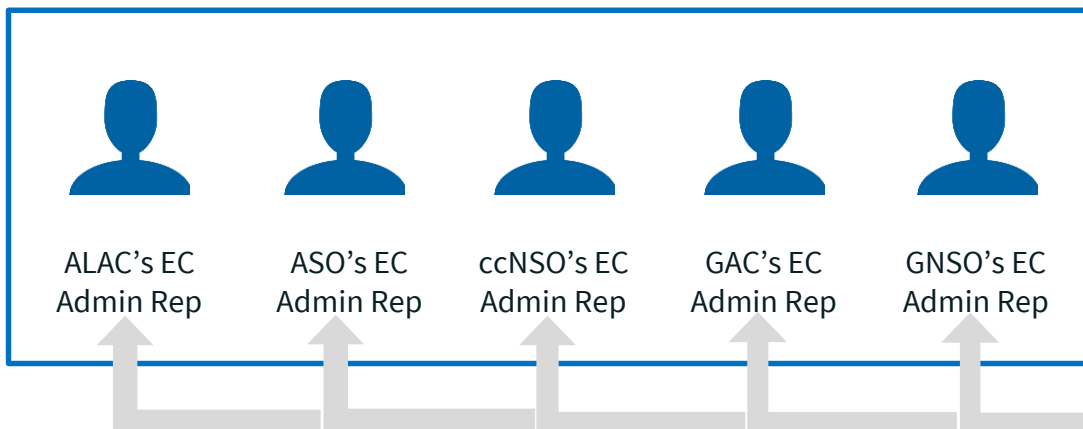 ALAC’s EC
Admin Rep
ASO’s EC
Admin Rep
ccNSO’s EC
Admin Rep
GAC’s EC
Admin Rep
GNSO’s EC
Admin Rep